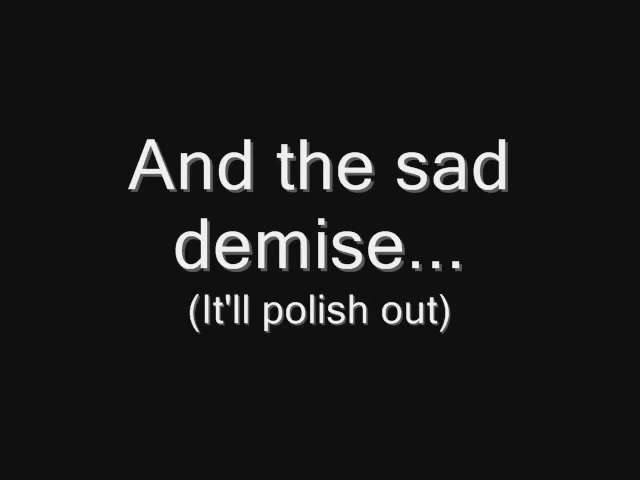 And the sad
demise...
(It'll polish out)